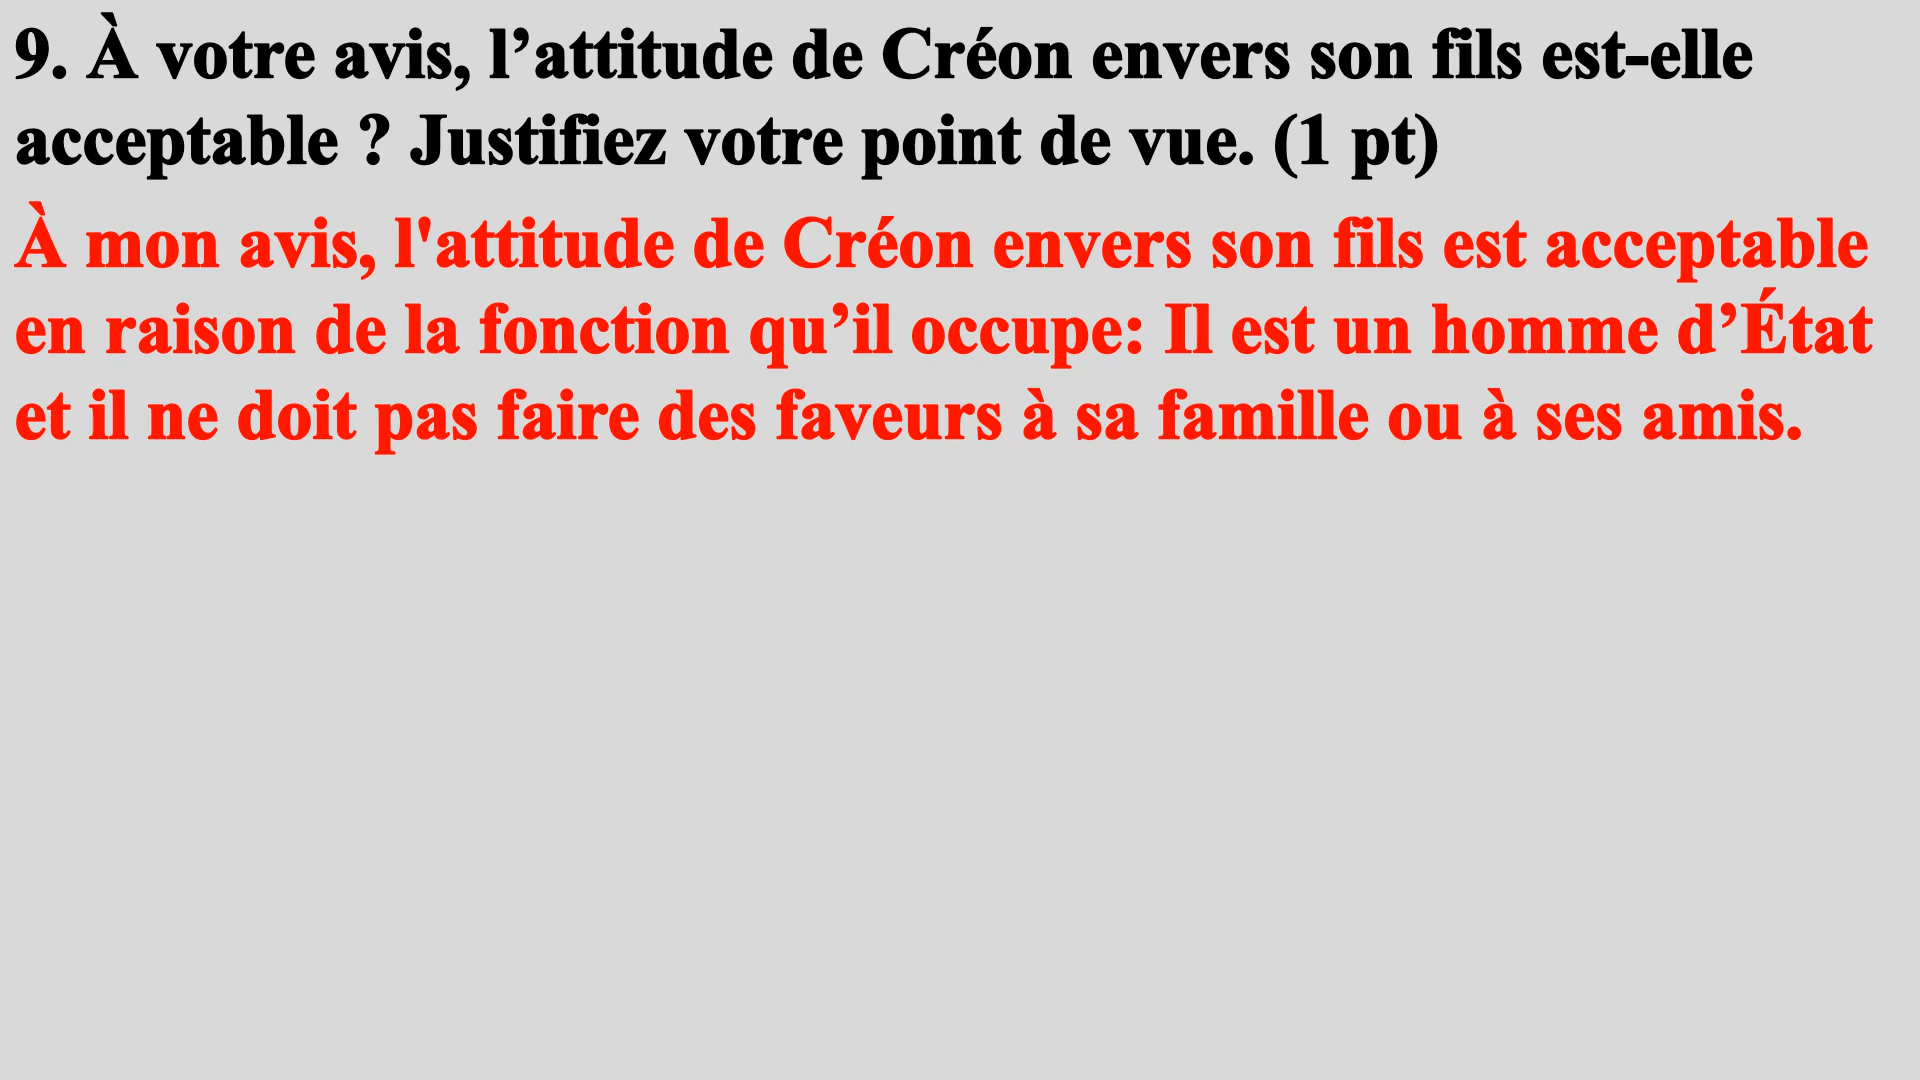 9. À votre avis, l’attitude de Créon envers son fils est-elle
acceptable ? Justifiez votre point de vue. (1 pt)
À mon avis, l'attitude de Créon envers son fils est acceptable
en raison de la fonction qu’il occupe: Il est un homme d’État
et il ne doit pas faire des faveurs à sa famille ou à ses amis.